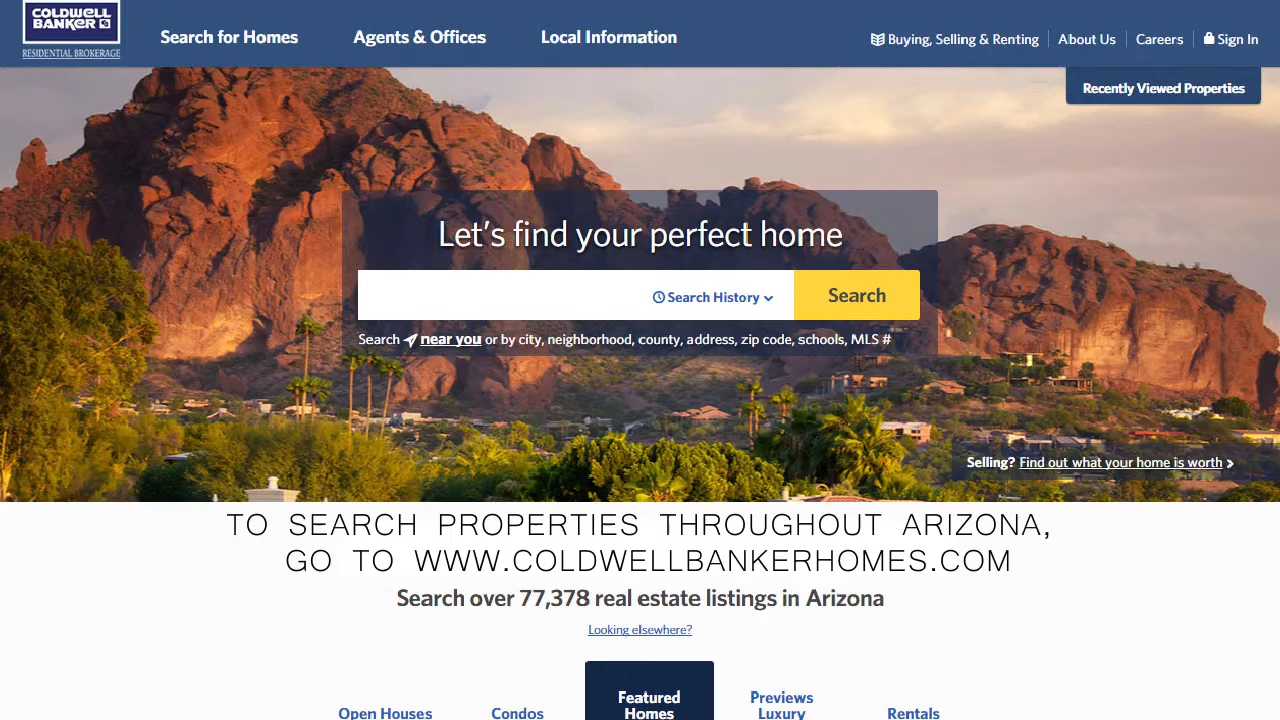 COLDWELL
BANKER
RESIDENTIAL BROKERAGE
Search for Homes
Agents & Offices
Local Information
Buying, Selling & Renting
About Us
Careers
Sign In
Recently Viewed Properties
Let's find your perfect home
Search History
Search
Search near you or by city, neighborhood, county, address, zip code, schools, MLS #
Selling? Find out what your home is worth
TO SEARCH PROPERTIES THROUGHOUT ARIZONA,
GO TO WWW.COLDWELLBANKERHOMES.COM
Search over 77,378 real estate listings in Arizona
Looking elsewhere?
Open Houses
Condos
Featured
Homes
Previews
Luxury
Rentals